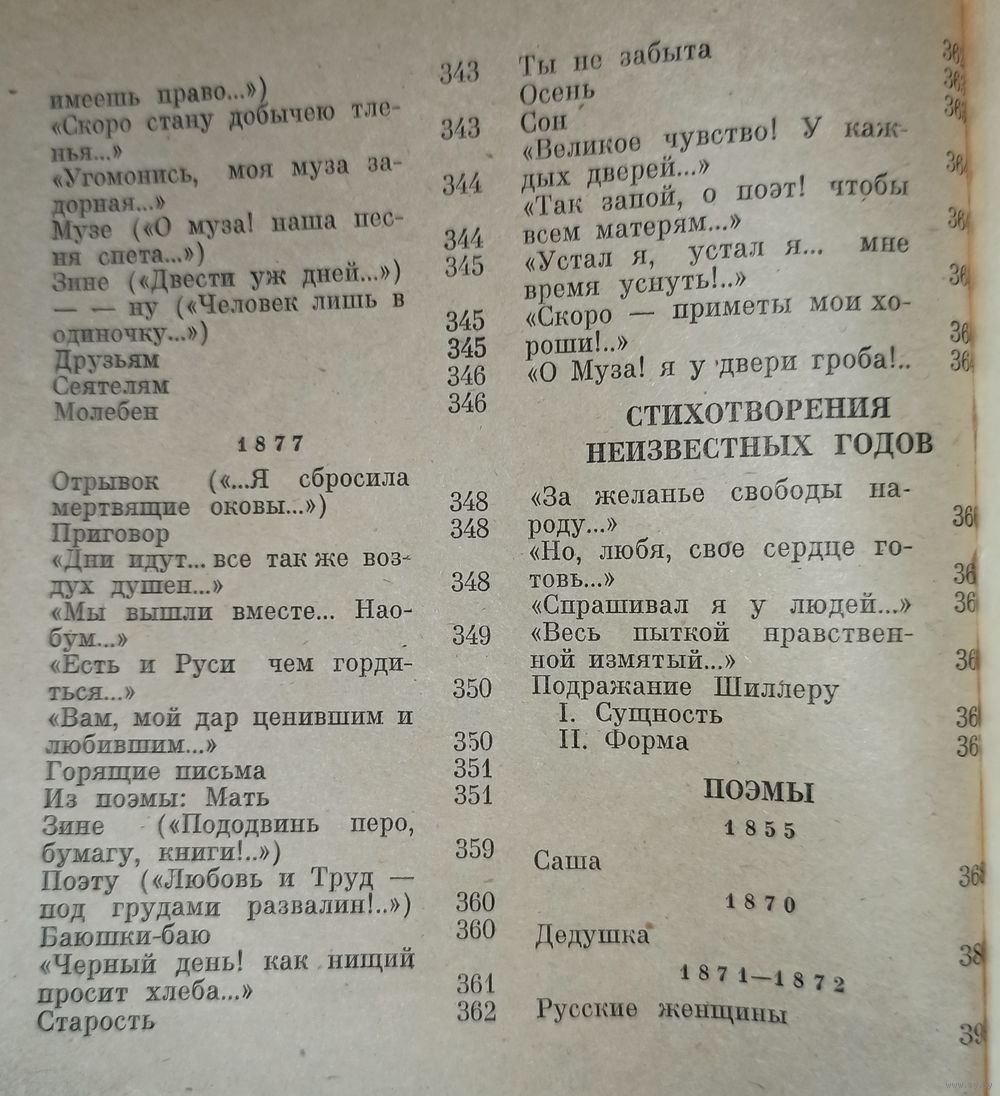 имеешь право...») 343
«Скоро стану добычею тле-
нья...» 343
«Угомонись, моя муза за-
дорная...» 344
Музе («О муза! наша пес-
ня спета...») 344
Зине («Двести уж дней...») 345
— — ну («Человек лишь в
одиночку...») 345
Друзьям 345
Сеятелям 346
Молебен 346
1877
Отрывок («...Я сбросила
мертвящие оковы...») 348
Приговор 348
«Дни идут... все так же воз-
дух душен...» 348
«Мы вышли вместе... Нао-
бум...» 349
«Есть и Руси чем горди-
ться...» 350
«Вам, мой дар ценившим и
любившим...» 350
Горящие письма 351
Из поэмы: Мать 351
Зине («Пододвинь перо,
бумагу, книги!..») 359
Поэту («Любовь и Труд —
под грудами развалин!..») 360
Баюшки-баю 360
«Черный день! как нищий
просит хлеба...» 361
Старость 362
Ты не забыта
Осень
Сон
«Великое чувство! У каж-
дых дверей...»
«Так запой, о поэт! чтобы
всем матерям...»
«Устал я, устал я... мне
время уснуть!..»
«Скоро — приметы мои хо-
роши!..»
«О Муза! я у двери гроба!..
СТИХОТВОРЕНИЯ
НЕИЗВЕСТНЫХ ГОДОВ
«За желанье свободы на-
роду...»
«Но, любя, свое сердце го-
товь...»
«Спрашивал я у людей...»
«Весь пыткой нравствен-
ной измятый...»
Подражание Шиллеру
I. Сущность
II. Форма
ПОЭМЫ
1855
Саша
1870
Дедушка
1871—1872
Русские женщины